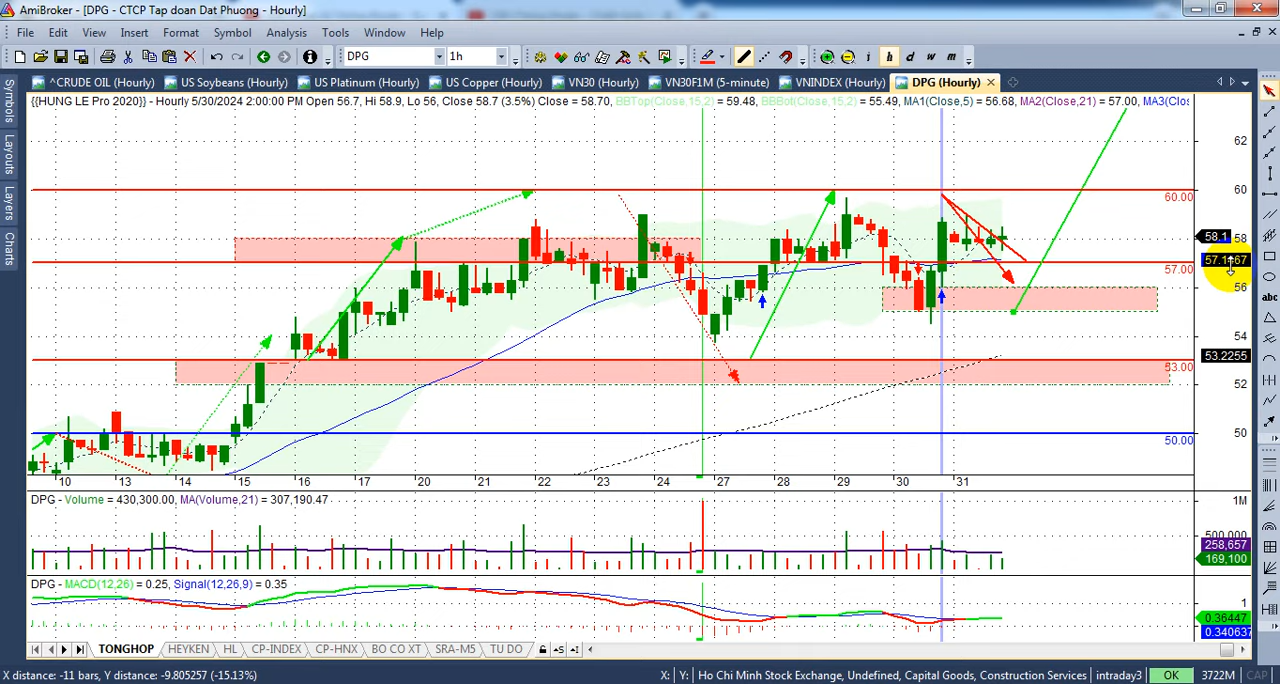 AmiBroker - [DPG - CTCP Tap doan Dat Phuong - Hourly]
File Edit View Insert Format Symbol Analysis Tools Window Help
DPG 1h i h d w m
^CRUDE OIL (Hourly) US Soybeans (Hourly) US Platinum (Hourly) US Copper (Hourly) VN30 (Hourly) VN30F1M (5-minute) VNINDEX (Hourly) DPG (Hourly)
Symbols
Layouts
Layers
Charts
{{HUNG LE Pro 2020}} - Hourly 5/30/2024 2:00:00 PM Open 56.7, Hi 58.9, Lo 56, Close 58.7 (3.5%) Close = 58.70, BBTop(Close,15,2) = 59.48, BBBot(Close,15,2) = 55.49, MA1(Close,5) = 56.68, MA2(Close,21) = 57.00, MA3(Clos
62
60
60.00
58.1
58
57.1167
57.00
56
54
53.2255
53.00
52
50
50.00
10 13 14 15 16 17 20 21 22 23 24 27 28 29 30 31
DPG - Volume = 430,300.00, MA(Volume,21) = 307,190.47
1M
500,000
258,657
169,100
DPG - MACD(12,26) = 0.25, Signal(12,26,9) = 0.35
1
0.36447
0.340637
abc
TONGHOP HEYKEN HL CP-INDEX CP-HNX BO CO XT SRA-M5 TU DO
X distance: -11 bars, Y distance: -9.805257 (-15.13%) X: Y: Ho Chi Minh Stock Exchange, Undefined, Capital Goods, Construction Services intraday3 OK 3722M CAP